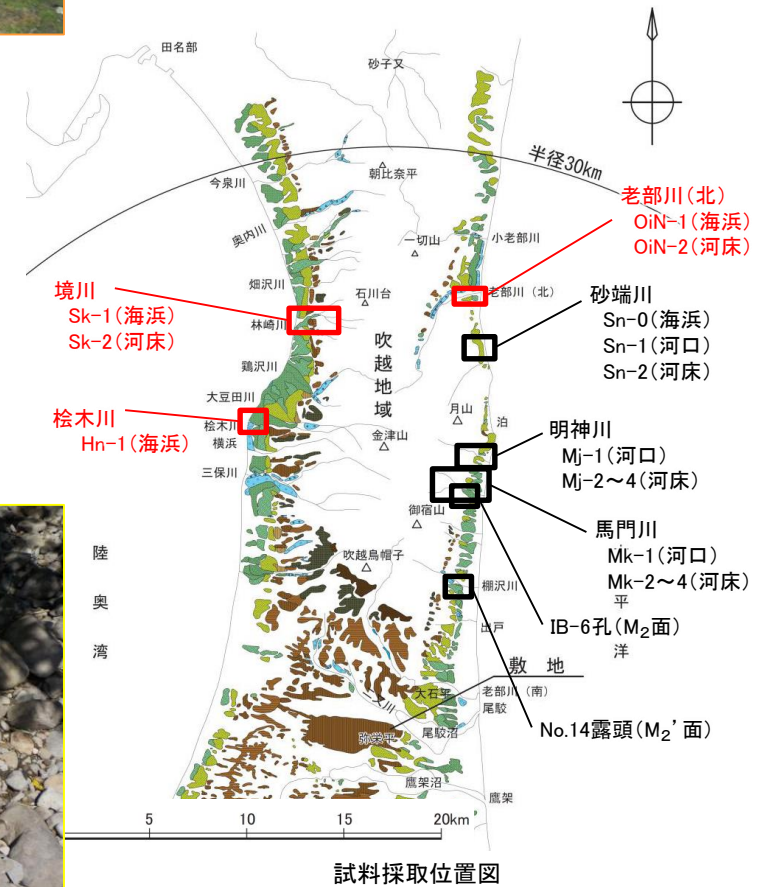 田名部
砂子又
半径30km
今泉川
朝比奈平
老部川(北)
OiN-1(海浜)
OiN-2(河床)
奥内川
一切山
小老部川
畑沢川
石川台
老部川(北)
境川
Sk-1(海浜)
Sk-2(河床)
林崎川
砂端川
Sn-0(海浜)
Sn-1(河口)
Sn-2(河床)
吹越地域
鶏沢川
大豆田川
月山
泊
桧木川
Hn-1(海浜)
桧木川
横浜
金津山
明神川
Mj-1(河口)
Mj-2~4(河床)
三保川
御宿山
馬門川
Mk-1(河口)
Mk-2~4(河床)
陸奥湾
吹越烏帽子
棚沢川
平
洋
IB-6孔(M2面)
出戸
敷地
二又川
大石平
老部川(南)
尾駮
尾駮沼
弥栄平
No.14露頭(M2'面)
鷹架沼
鷹架
5
10
15
20km
試料採取位置図